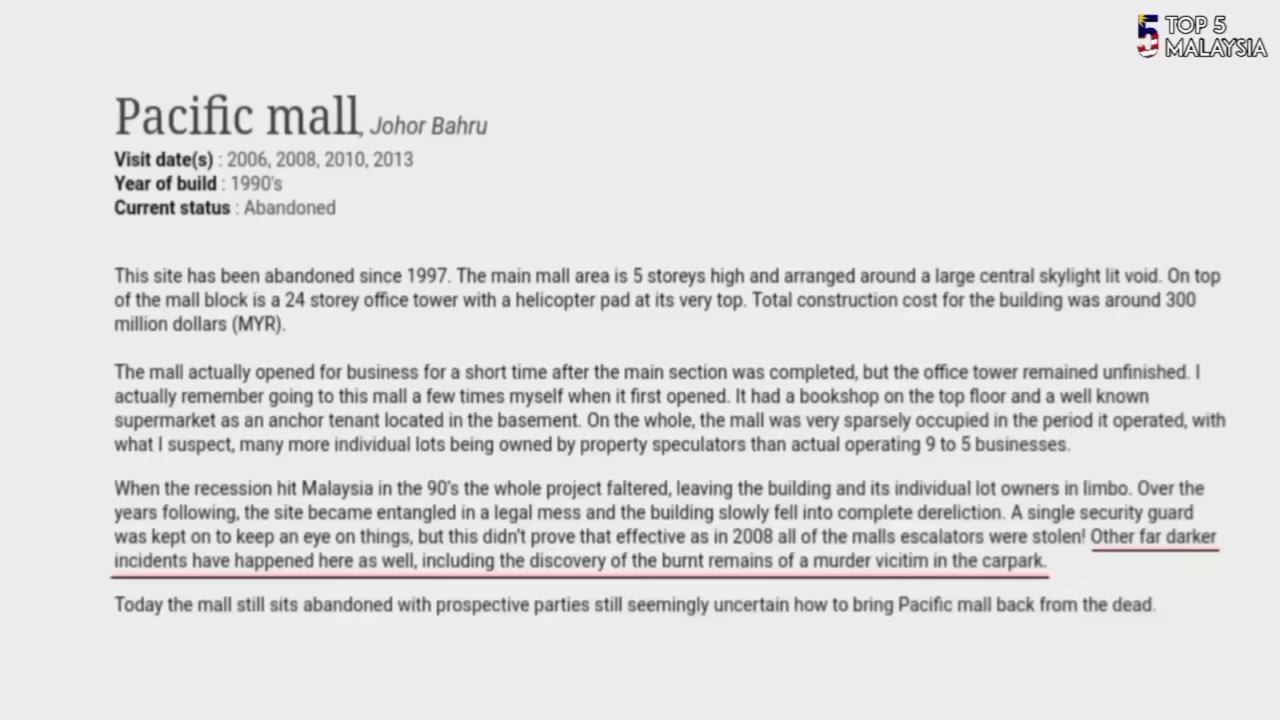 5 TOP 5
MALAYSIA
Pacific mall, Johor Bahru
Visit date(s) : 2006, 2008, 2010, 2013
Year of build : 1990's
Current status : Abandoned
This site has been abandoned since 1997. The main mall area is 5 storeys high and arranged around a large central skylight lit void. On top
of the mall block is a 24 storey office tower with a helicopter pad at its very top. Total construction cost for the building was around 300
million dollars (MYR).
The mall actually opened for business for a short time after the main section was completed, but the office tower remained unfinished. I
actually remember going to this mall a few times myself when it first opened. It had a bookshop on the top floor and a well known
supermarket as an anchor tenant located in the basement. On the whole, the mall was very sparsely occupied in the period it operated, with
what I suspect, many more individual lots being owned by property speculators than actual operating 9 to 5 businesses.
When the recession hit Malaysia in the 90's the whole project faltered, leaving the building and its individual lot owners in limbo. Over the
years following, the site became entangled in a legal mess and the building slowly fell into complete dereliction. A single security guard
was kept on to keep an eye on things, but this didn't prove that effective as in 2008 all of the malls escalators were stolen! Other far darker
incidents have happened here as well, including the discovery of the burnt remains of a murder vicitim in the carpark.
Today the mall still sits abandoned with prospective parties still seemingly uncertain how to bring Pacific mall back from the dead.